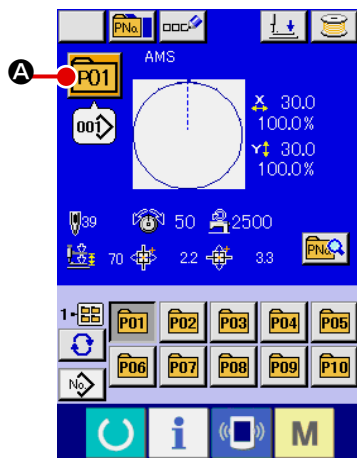 PNo.
AMS
A
P01
001
X 30.0
100.0%
Y 30.0
100.0%
39 50 2500
70 2.2 3.3
PNo.
1- P01 P02 P03 P04 P05
P06 P07 P08 P09 P10
No.
i M